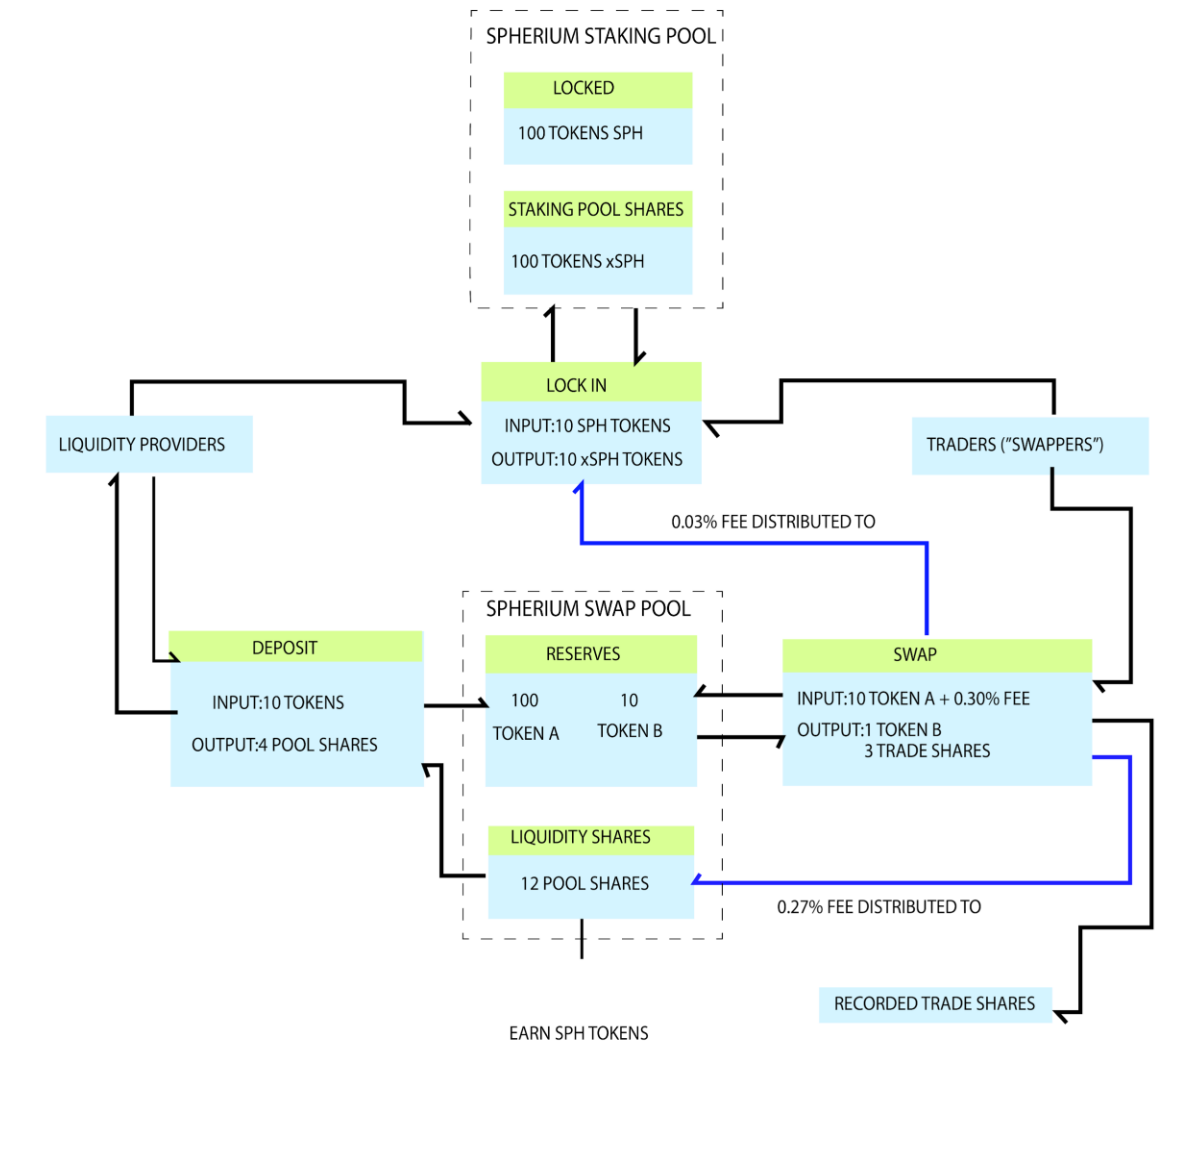 SPHERIUM STAKING POOL
LOCKED
100 TOKENS SPH
STAKING POOL SHARES
100 TOKENS xSPH
LOCK IN
INPUT:10 SPH TOKENS
OUTPUT:10 xSPH TOKENS
LIQUIDITY PROVIDERS
TRADERS ("SWAPPERS")
0.03% FEE DISTRIBUTED TO
SPHERIUM SWAP POOL
DEPOSIT
INPUT:10 TOKENS
OUTPUT:4 POOL SHARES
RESERVES
100
TOKEN A
10
TOKEN B
SWAP
INPUT:10 TOKEN A + 0.30% FEE
OUTPUT:1 TOKEN B
3 TRADE SHARES
LIQUIDITY SHARES
12 POOL SHARES
0.27% FEE DISTRIBUTED TO
RECORDED TRADE SHARES
EARN SPH TOKENS